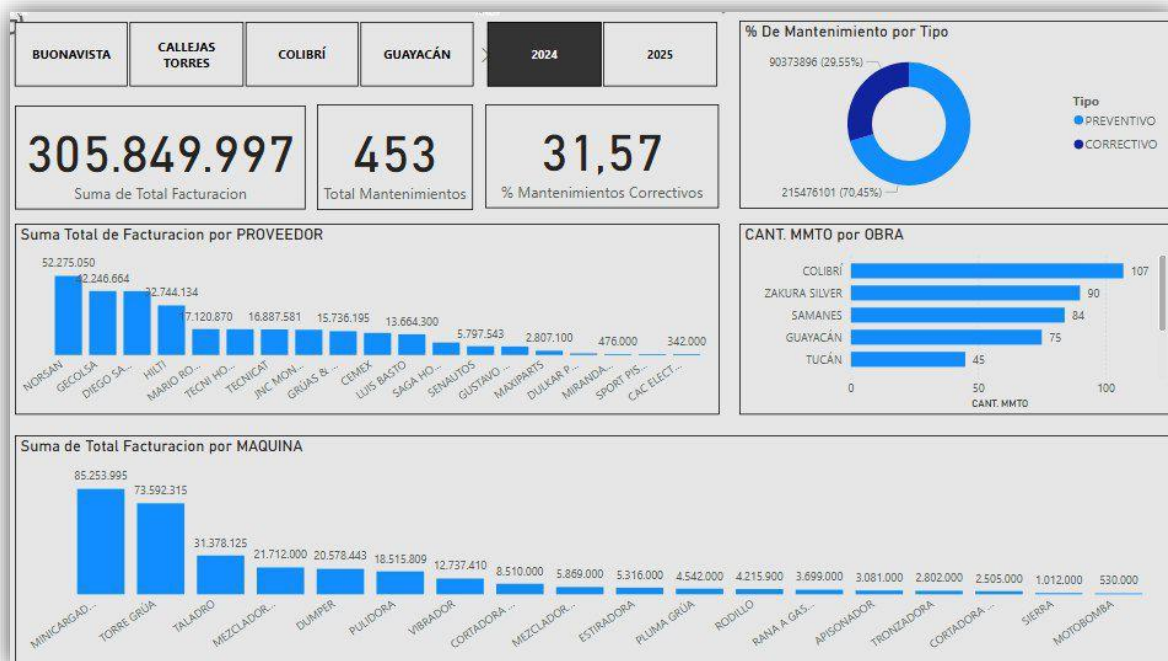 BUONAVISTA
CALLEJAS
TORRES
COLIBRÍ
GUAYACÁN
2024
2025
305.849.997
Suma de Total Facturacion
453
Total Mantenimientos
31,57
% Mantenimientos Correctivos
% De Mantenimiento por Tipo
90373896 (29,55%)
215476101 (70,45%)
Tipo
PREVENTIVO
CORRECTIVO
Suma Total de Facturacion por PROVEEDOR
52.275.050
42.246.664
32.744.134
17.120.870
16.887.581
15.736.195
13.664.300
5.797.543
2.807.100
476.000
342.000
NORSAN
GECOLSA
DIEGO SA...
HILTI
MARIO RO...
TECNI HO...
TECNICAT
JNC MON...
GRÚAS & ...
CEMEX
LUIS BASTO
SAGA HO...
SENAUTOS
GUSTAVO ...
MAXIPARTS
DULKAR P...
MIRANDA...
SPORT PIS...
CAC ELECT...
CANT. MMTO por OBRA
COLIBRÍ 107
ZAKURA SILVER 90
SAMANES 84
GUAYACÁN 75
TUCÁN 45
0 50 100
CANT. MMTO
Suma de Total Facturacion por MAQUINA
85.253.995
73.592.315
31.378.125
21.712.000
20.578.443
18.515.809
12.737.410
8.510.000
5.869.000
5.316.000
4.542.000
4.215.900
3.699.000
3.081.000
2.802.000
2.505.000
1.012.000
530.000
MINICARGAD...
TORRE GRÚA
TALADRO
MEZCLADOR...
DUMPER
PULIDORA
VIBRADOR
CORTADORA ...
MEZCLADOR...
ESTIRADORA
PLUMA GRÚA
RODILLO
RANA A GAS...
APISONADOR
TRONZADORA
CORTADORA ...
SIERRA
MOTOBOMBA